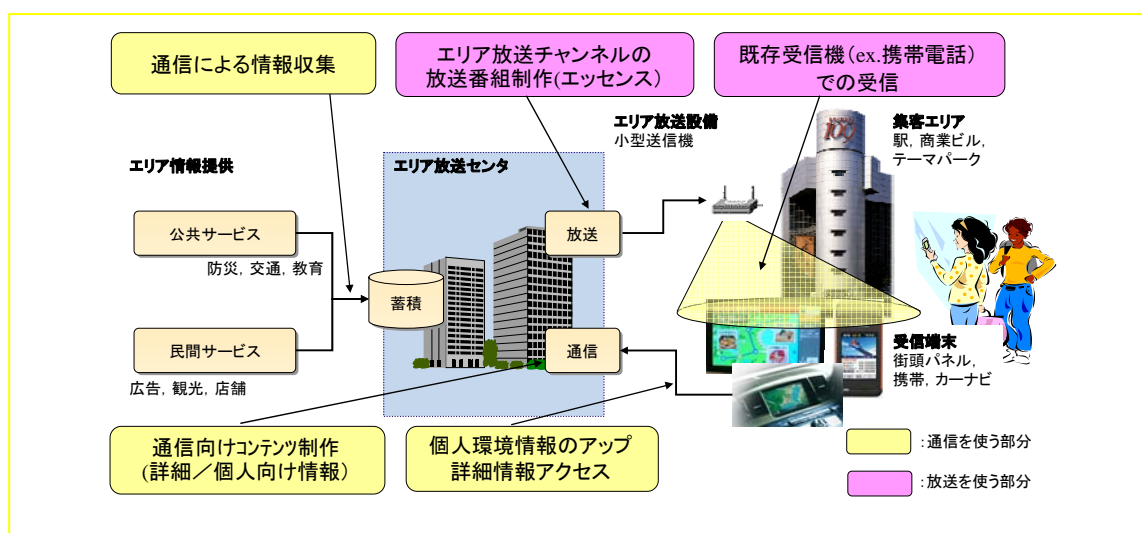 通信による情報収集
エリア放送チャンネルの
放送番組制作(エッセンス)
既存受信機(ex.携帯電話)
での受信
エリア放送設備
小型送信機
集客エリア
駅, 商業ビル,
テーマパーク
エリア情報提供
エリア放送センタ
109
公共サービス
防災, 交通, 教育
放送
蓄積
民間サービス
広告, 観光, 店舗
通信
受信端末
街頭パネル,
携帯, カーナビ
通信向けコンテンツ制作
(詳細/個人向け情報)
個人環境情報のアップ
詳細情報アクセス
:通信を使う部分
:放送を使う部分